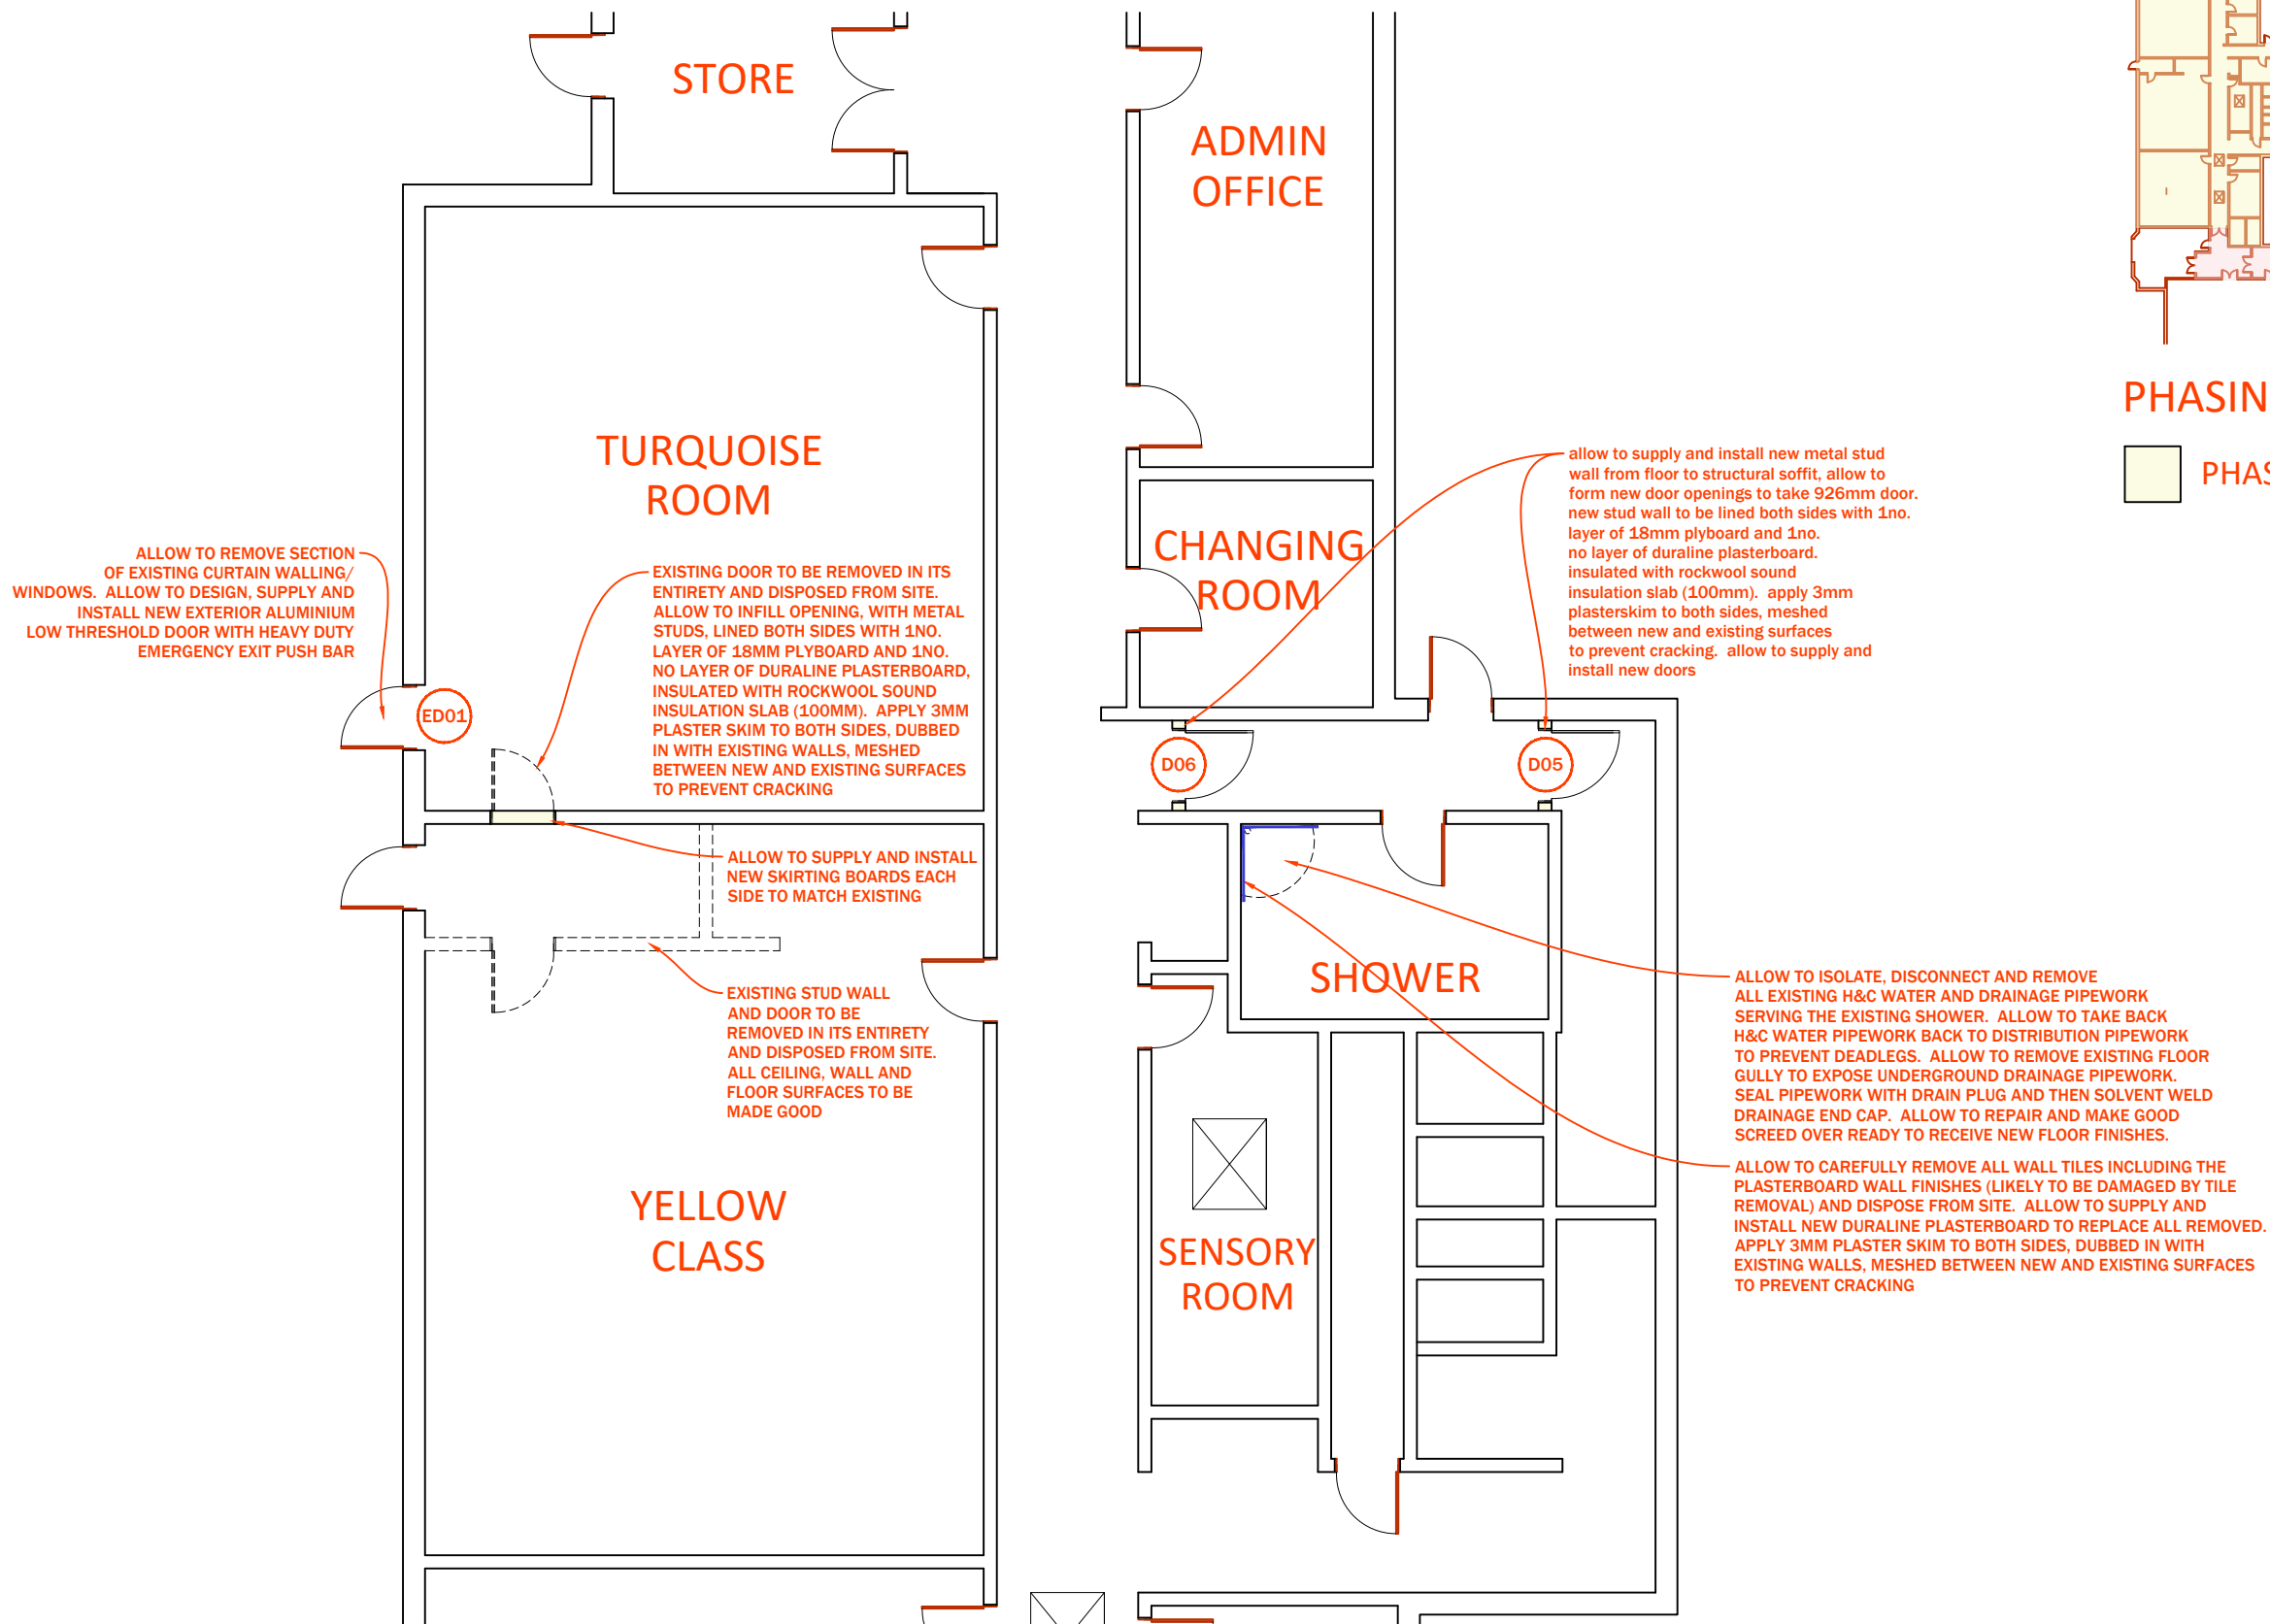 STORE
ADMIN
OFFICE
TURQUOISE
ROOM
CHANGING
ROOM
PHASIN
PHAS
allow to supply and install new metal stud
wall from floor to structural soffit, allow to
form new door openings to take 926mm door.
new stud wall to be lined both sides with 1no.
layer of 18mm plyboard and 1no.
no layer of duraline plasterboard.
insulated with rockwool sound
insulation slab (100mm).  apply 3mm
plasterskim to both sides, meshed
between new and existing surfaces
to prevent cracking.  allow to supply and
install new doors
ALLOW TO REMOVE SECTION
OF EXISTING CURTAIN WALLING/
WINDOWS.  ALLOW TO DESIGN, SUPPLY AND
INSTALL NEW EXTERIOR ALUMINIUM
LOW THRESHOLD DOOR WITH HEAVY DUTY
EMERGENCY EXIT PUSH BAR
EXISTING DOOR TO BE REMOVED IN ITS
ENTIRETY AND DISPOSED FROM SITE.
ALLOW TO INFILL OPENING, WITH METAL
STUDS, LINED BOTH SIDES WITH 1NO.
LAYER OF 18MM PLYBOARD AND 1NO.
NO LAYER OF DURALINE PLASTERBOARD,
INSULATED WITH ROCKWOOL SOUND
INSULATION SLAB (100MM).  APPLY 3MM
PLASTER SKIM TO BOTH SIDES, DUBBED
IN WITH EXISTING WALLS, MESHED
BETWEEN NEW AND EXISTING SURFACES
TO PREVENT CRACKING
ED01
D06
D05
ALLOW TO SUPPLY AND INSTALL
NEW SKIRTING BOARDS EACH
SIDE TO MATCH EXISTING
EXISTING STUD WALL
AND DOOR TO BE
REMOVED IN ITS ENTIRETY
AND DISPOSED FROM SITE.
ALL CEILING, WALL AND
FLOOR SURFACES TO BE
MADE GOOD
SHOWER
ALLOW TO ISOLATE, DISCONNECT AND REMOVE
ALL EXISTING H&C WATER AND DRAINAGE PIPEWORK
SERVING THE EXISTING SHOWER.  ALLOW TO TAKE BACK
H&C WATER PIPEWORK BACK TO DISTRIBUTION PIPEWORK
TO PREVENT DEADLEGS.  ALLOW TO REMOVE EXISTING FLOOR
GULLY TO EXPOSE UNDERGROUND DRAINAGE PIPEWORK.
SEAL PIPEWORK WITH DRAIN PLUG AND THEN SOLVENT WELD
DRAINAGE END CAP.  ALLOW TO REPAIR AND MAKE GOOD
SCREED OVER READY TO RECEIVE NEW FLOOR FINISHES.
ALLOW TO CAREFULLY REMOVE ALL WALL TILES INCLUDING THE
PLASTERBOARD WALL FINISHES (LIKELY TO BE DAMAGED BY TILE
REMOVAL) AND DISPOSE FROM SITE.  ALLOW TO SUPPLY AND
INSTALL NEW DURALINE PLASTERBOARD TO REPLACE ALL REMOVED.
APPLY 3MM PLASTER SKIM TO BOTH SIDES, DUBBED IN WITH
EXISTING WALLS, MESHED BETWEEN NEW AND EXISTING SURFACES
TO PREVENT CRACKING
YELLOW
CLASS
SENSORY
ROOM